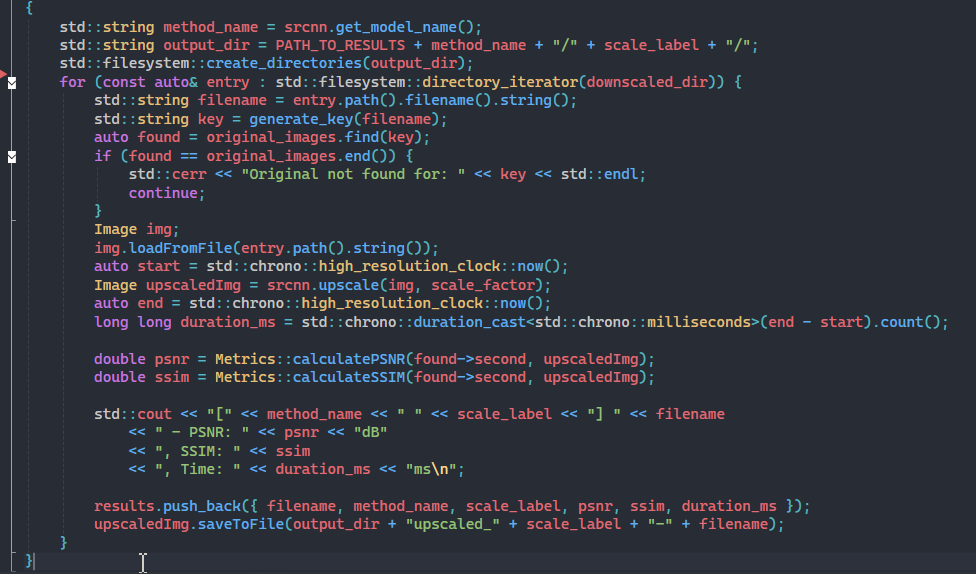 {
    std::string method_name = srcnn.get_model_name();
    std::string output_dir = PATH_TO_RESULTS + method_name + "/" + scale_label + "/";
    std::filesystem::create_directories(output_dir);
    for (const auto& entry : std::filesystem::directory_iterator(downscaled_dir)) {
        std::string filename = entry.path().filename().string();
        std::string key = generate_key(filename);
        auto found = original_images.find(key);
        if (found == original_images.end()) {
            std::cerr << "Original not found for: " << key << std::endl;
            continue;
        }
        Image img;
        img.loadFromFile(entry.path().string());
        auto start = std::chrono::high_resolution_clock::now();
        Image upscaledImg = srcnn.upscale(img, scale_factor);
        auto end = std::chrono::high_resolution_clock::now();
        long long duration_ms = std::chrono::duration_cast<std::chrono::milliseconds>(end - start).count();

        double psnr = Metrics::calculatePSNR(found->second, upscaledImg);
        double ssim = Metrics::calculateSSIM(found->second, upscaledImg);

        std::cout << "[" << method_name << " " << scale_label << "] " << filename
            << " - PSNR: " << psnr << "dB"
            << ", SSIM: " << ssim
            << ", Time: " << duration_ms << "ms\n";

        results.push_back({ filename, method_name, scale_label, psnr, ssim, duration_ms });
        upscaledImg.saveToFile(output_dir + "upscaled_" + scale_label + "-" + filename);
    }
}